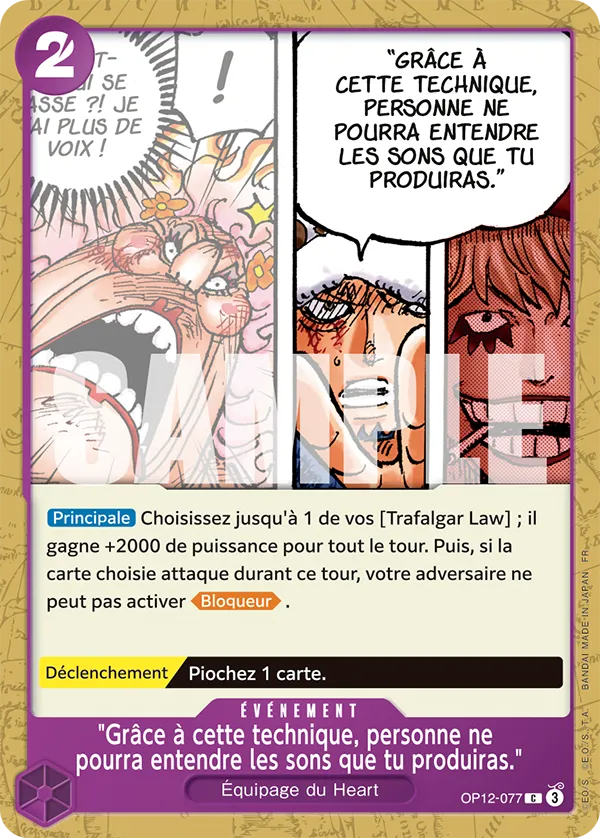 2
SE
?! JE
PLUS DE
VOIX !
!
"GRÂCE À
CETTE TECHNIQUE,
PERSONNE NE
POURRA ENTENDRE
LES SONS QUE TU
PRODUIRAS."
SAMPLE
Principale Choisissez jusqu'à 1 de vos [Trafalgar Law] ; il
gagne +2000 de puissance pour tout le tour. Puis, si la
carte choisie attaque durant ce tour, votre adversaire ne
peut pas activer Bloqueur .
Déclenchement Piochez 1 carte.
ÉVÉNEMENT
"Grâce à cette technique, personne ne
pourra entendre les sons que tu produiras."
Équipage du Heart
OP12-077 C 3
BANDAI MADE IN JAPAN FR